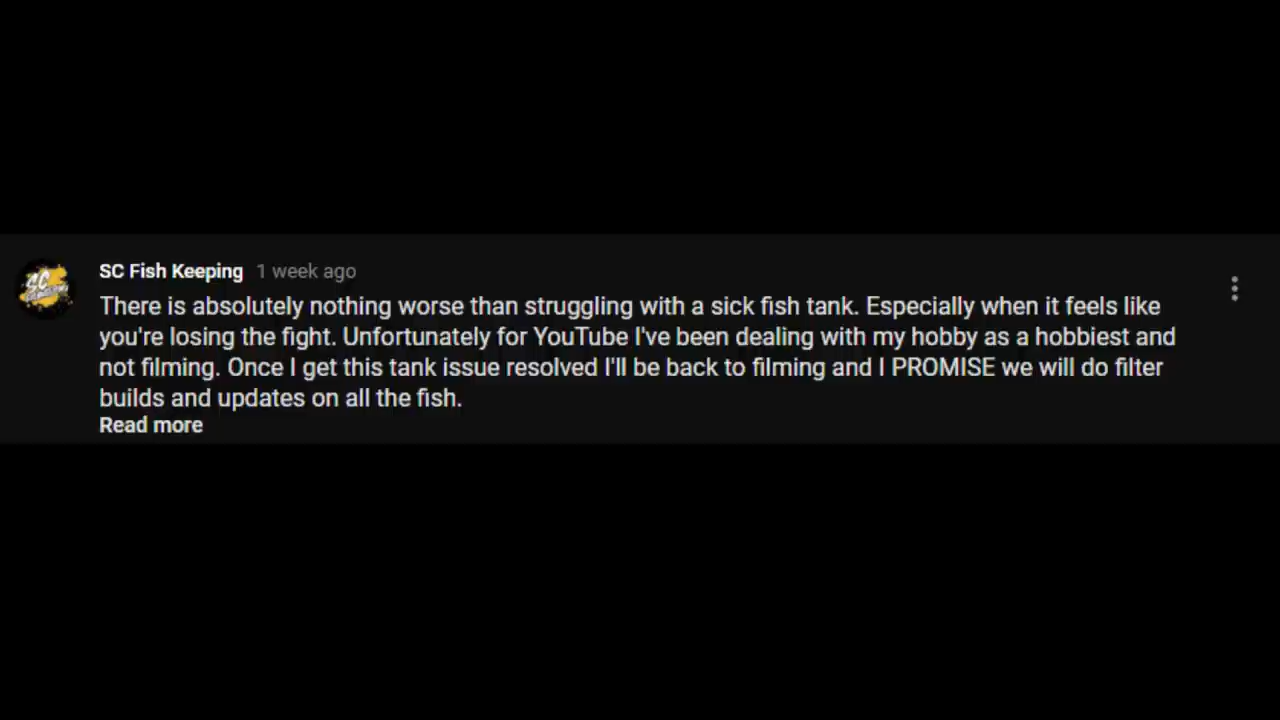 SC Fish Keeping 1 week ago
There is absolutely nothing worse than struggling with a sick fish tank. Especially when it feels like
you're losing the fight. Unfortunately for YouTube I've been dealing with my hobby as a hobbiest and
not filming. Once I get this tank issue resolved I'll be back to filming and I PROMISE we will do filter
builds and updates on all the fish.
Read more